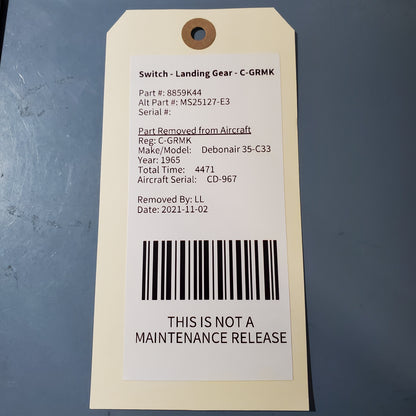 Switch - Landing Gear - C-GRMK
Part #: 8859K44
Alt Part #: MS25127-E3
Serial #:
Part Removed from Aircraft
Reg: C-GRMK
Make/Model: Debonair 35-C33
Year: 1965
Total Time: 4471
Aircraft Serial: CD-967
Removed By: LL
Date: 2021-11-02
THIS IS NOT A
MAINTENANCE RELEASE